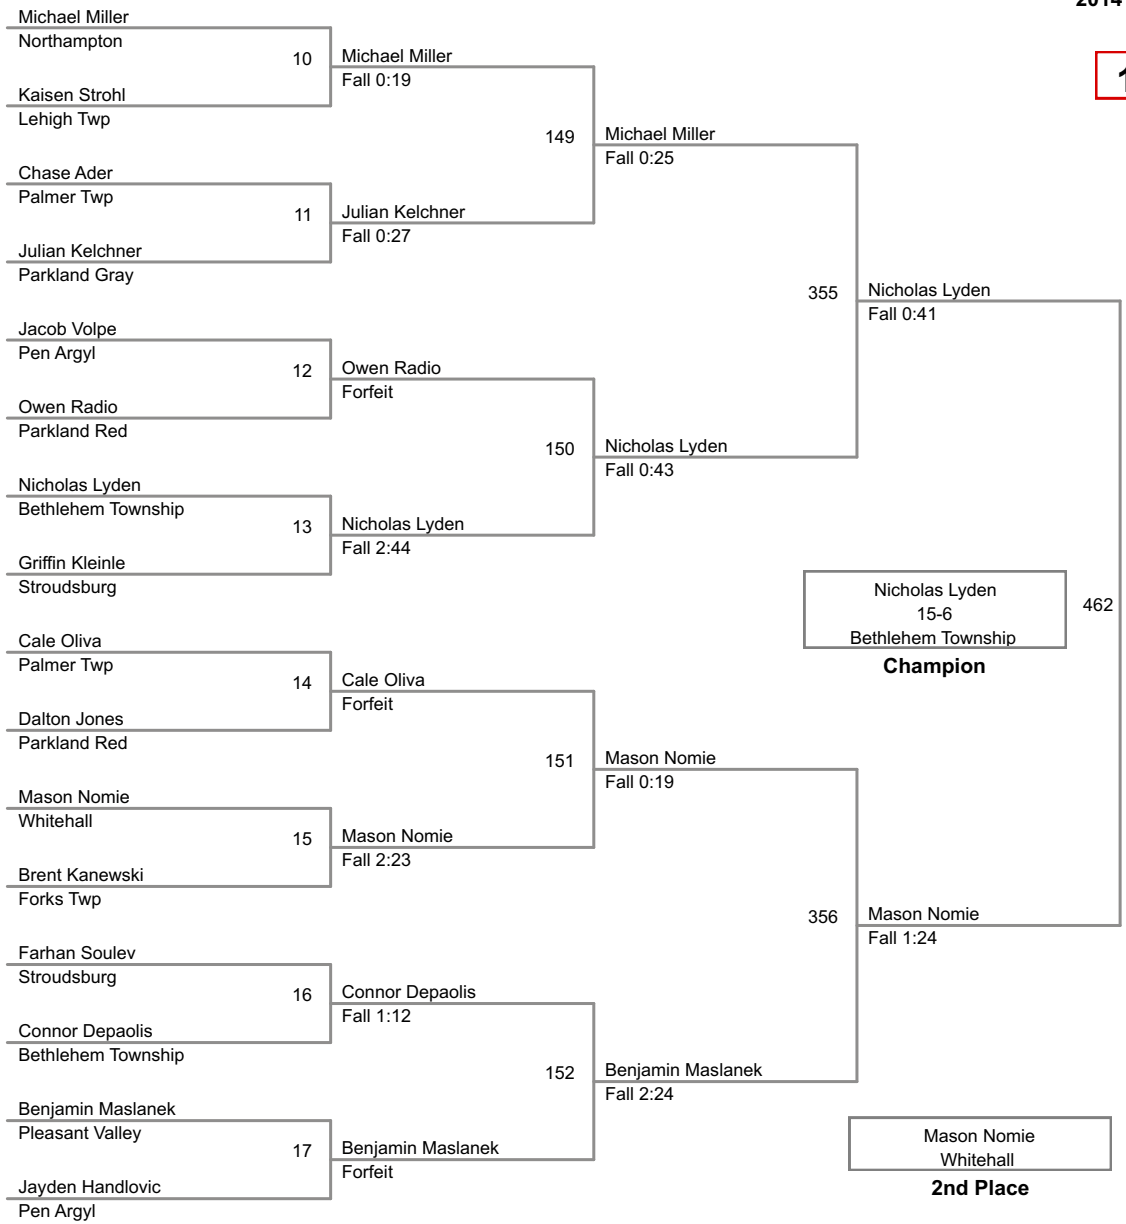 2014
1
Michael Miller
Northampton
10
Kaisen Strohl
Lehigh Twp
Chase Ader
Palmer Twp
11
Julian Kelchner
Parkland Gray
Jacob Volpe
Pen Argyl
12
Owen Radio
Parkland Red
Nicholas Lyden
Bethlehem Township
13
Griffin Kleinle
Stroudsburg
Cale Oliva
Palmer Twp
14
Dalton Jones
Parkland Red
Mason Nomie
Whitehall
15
Brent Kanewski
Forks Twp
Farhan Soulev
Stroudsburg
16
Connor Depaolis
Bethlehem Township
Benjamin Maslanek
Pleasant Valley
17
Jayden Handlovic
Pen Argyl
Michael Miller
Fall 0:19
149
Julian Kelchner
Fall 0:27
Owen Radio
Forfeit
150
Nicholas Lyden
Fall 2:44
Cale Oliva
Forfeit
151
Mason Nomie
Fall 2:23
Connor Depaolis
Fall 1:12
152
Benjamin Maslanek
Forfeit
Michael Miller
Fall 0:25
355
Nicholas Lyden
Fall 0:43
Mason Nomie
Fall 0:19
356
Benjamin Maslanek
Fall 2:24
Nicholas Lyden
Fall 0:41
462
Mason Nomie
Fall 1:24
Nicholas Lyden
15-6
Bethlehem Township
Champion
Mason Nomie
Whitehall
2nd Place